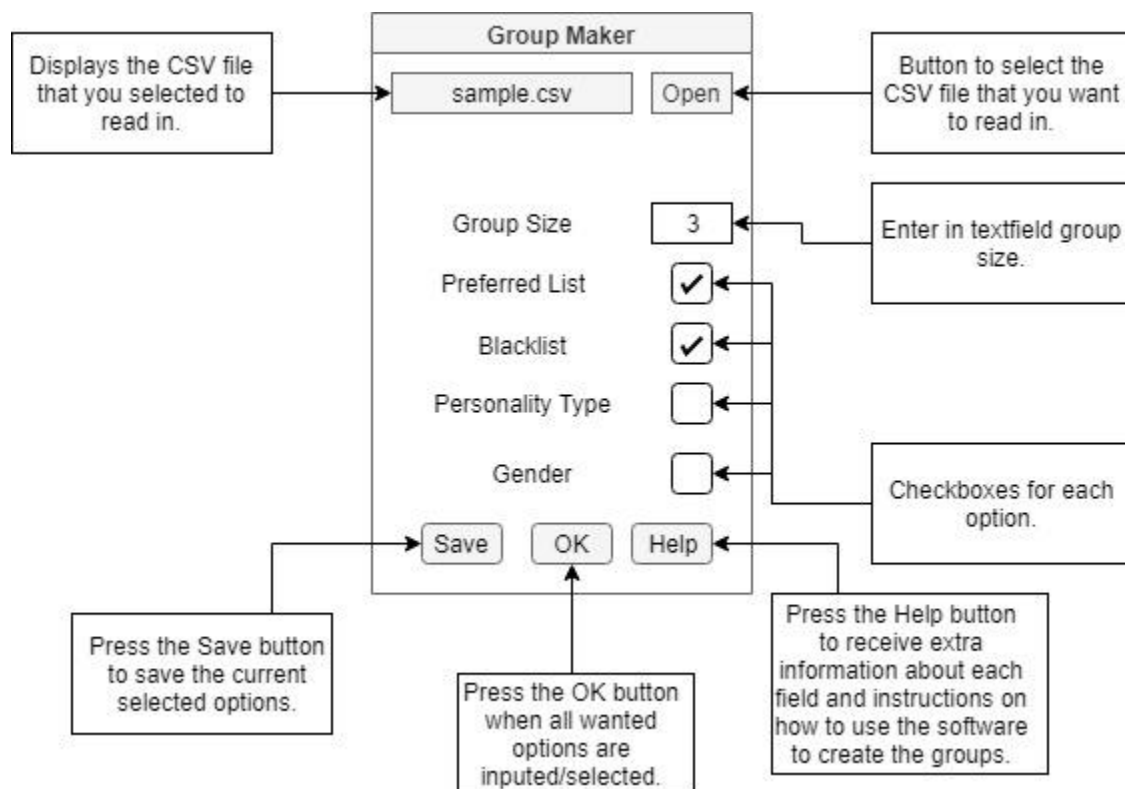 Group Maker
Displays the CSV file
that you selected to
read in.
sample.csv
Open
Button to select the
CSV file that you want
to read in.
Group Size
3
Enter in textfield group
size.
Preferred List
Blacklist
Personality Type
Gender
Checkboxes for each
option.
Save
OK
Help
Press the Save button
to save the current
selected options.
Press the OK button
when all wanted
options are
inputed/selected.
Press the Help button
to receive extra
information about each
field and instructions on
how to use the software
to create the groups.